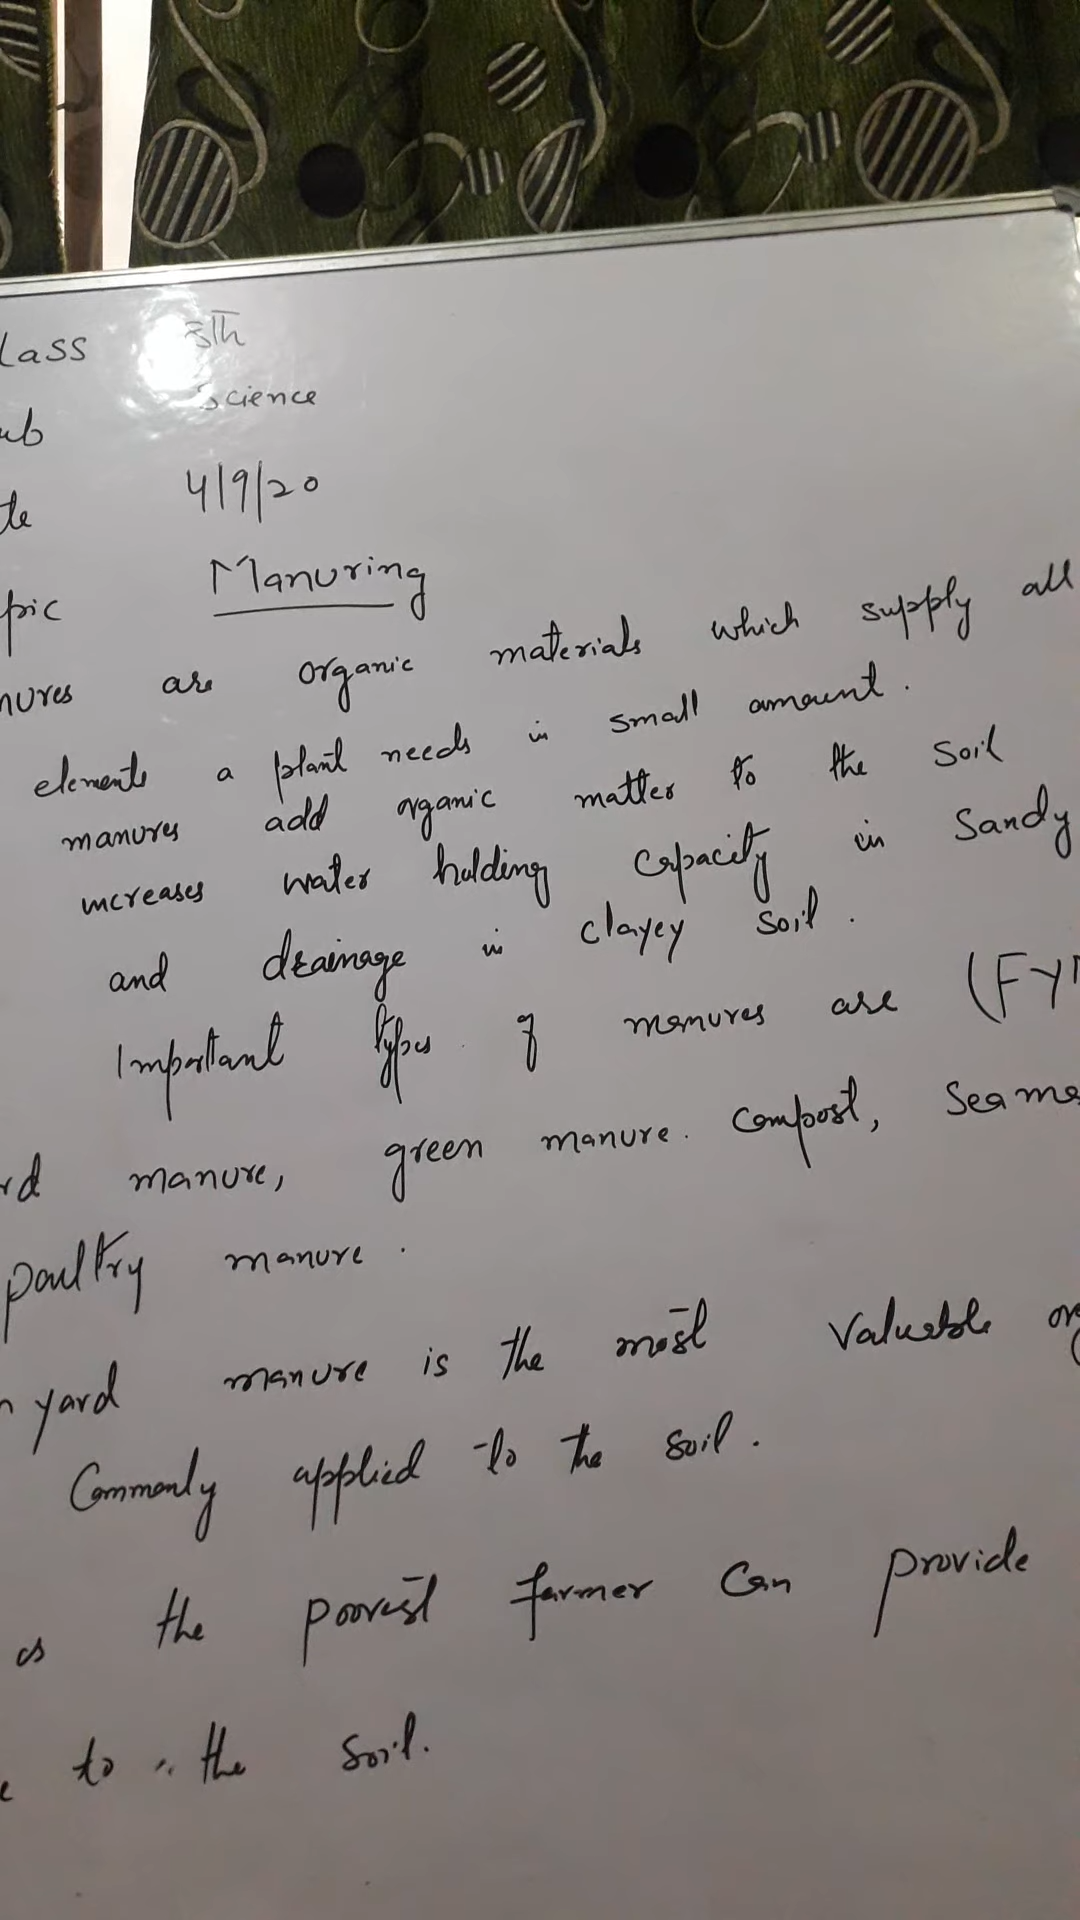 lass 8th
ub Science
te 4/9/20
pic Manuring
nures are organic materials which supply all
elements a plant needs in small amount.
manures add organic matter to the soil
increases water holding capacity in Sandy
and drainage in clayey soil.
Important types of manures are (FY
rd manure, green manure. Compost, Sea ma
poultry manure.
n yard manure is the most valuable or
Commonly applied to the soil.
as the poorest farmer can provide
e to the soil.